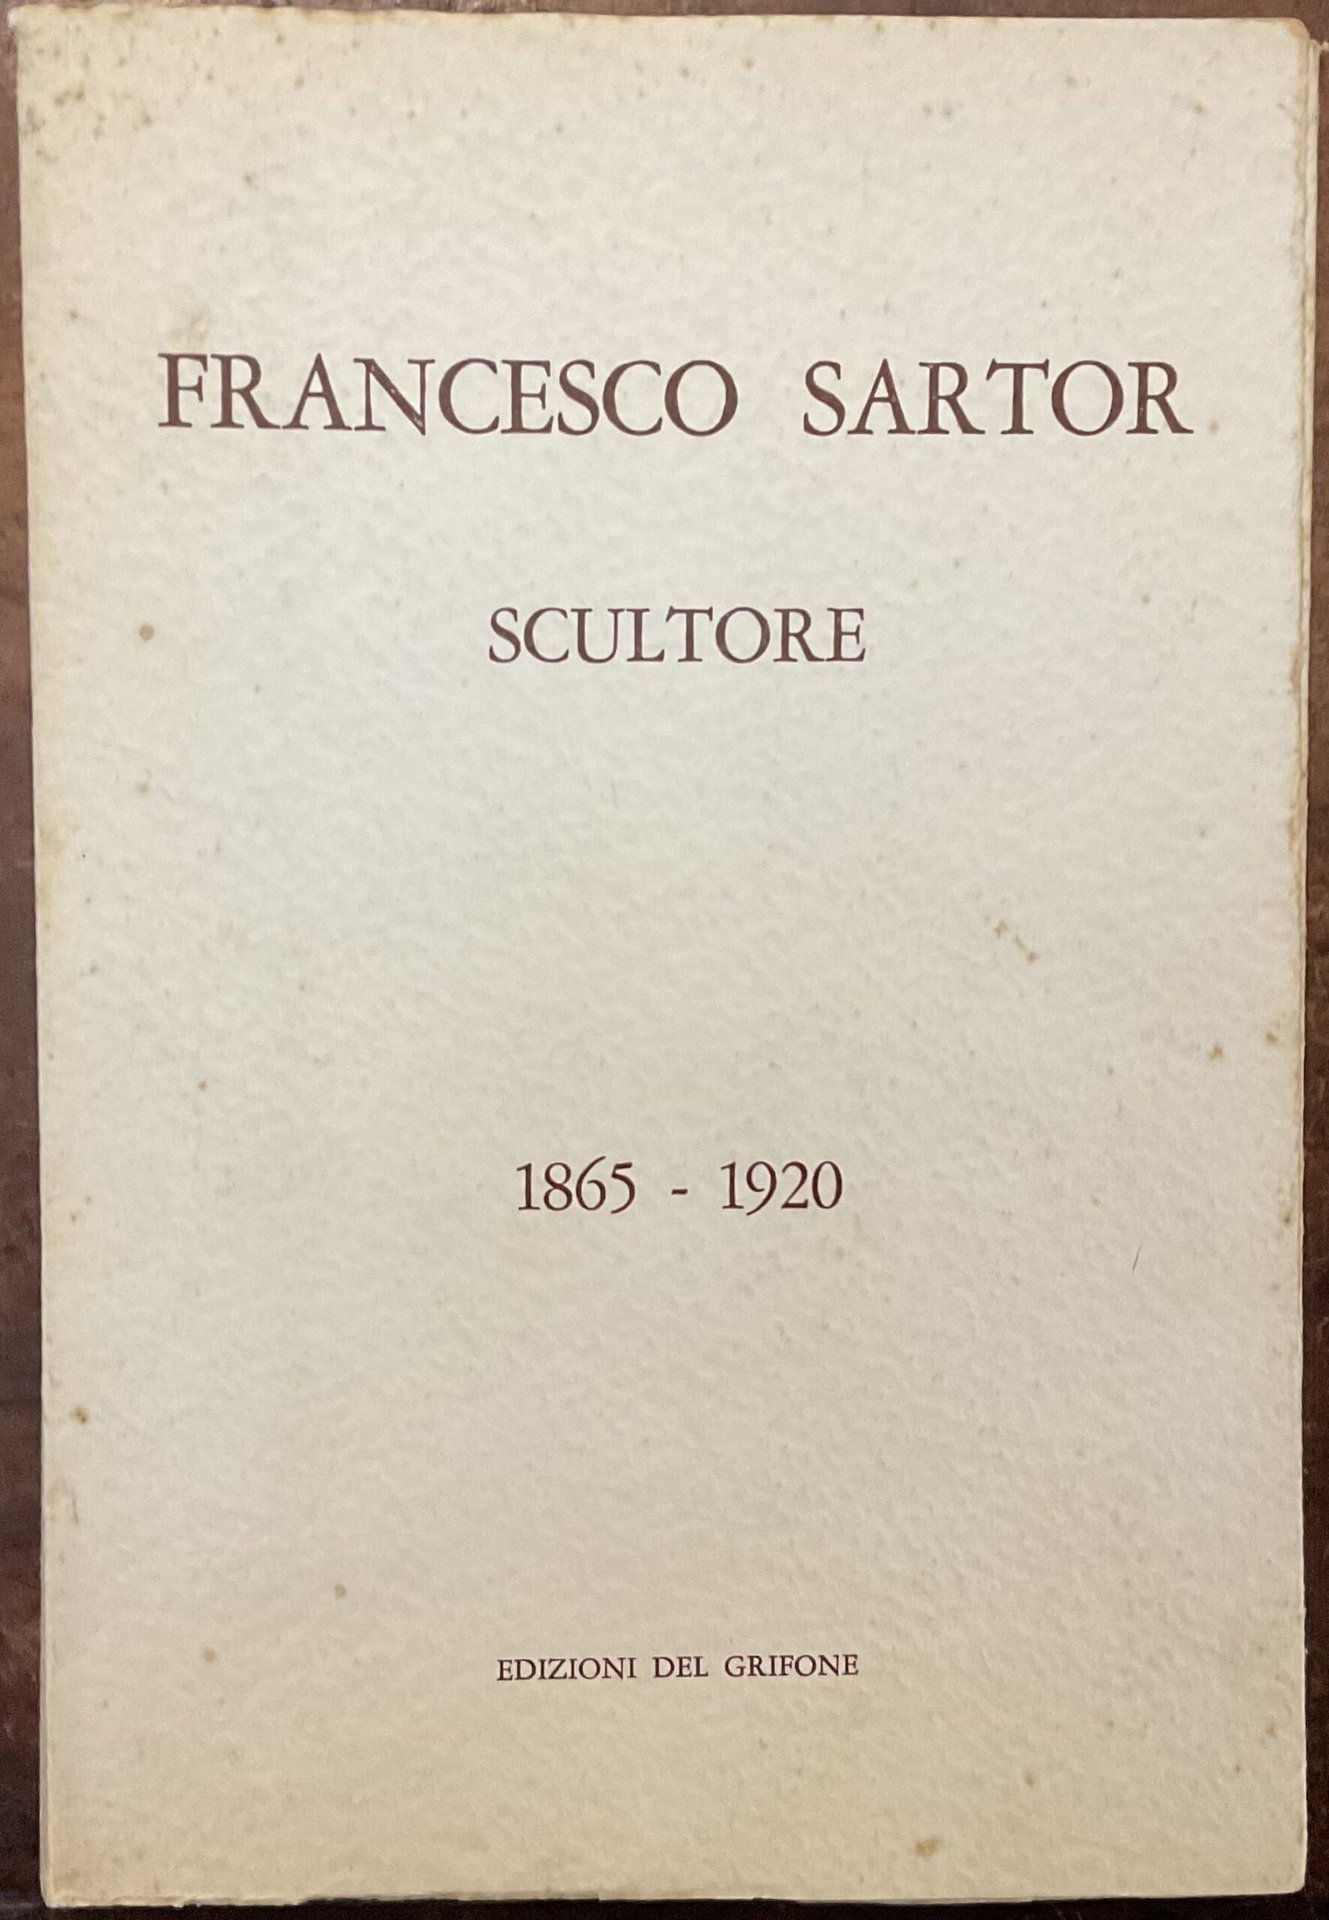 FRANCESCO SARTOR
SCULTORE
1865 - 1920
EDIZIONI DEL GRIFONE